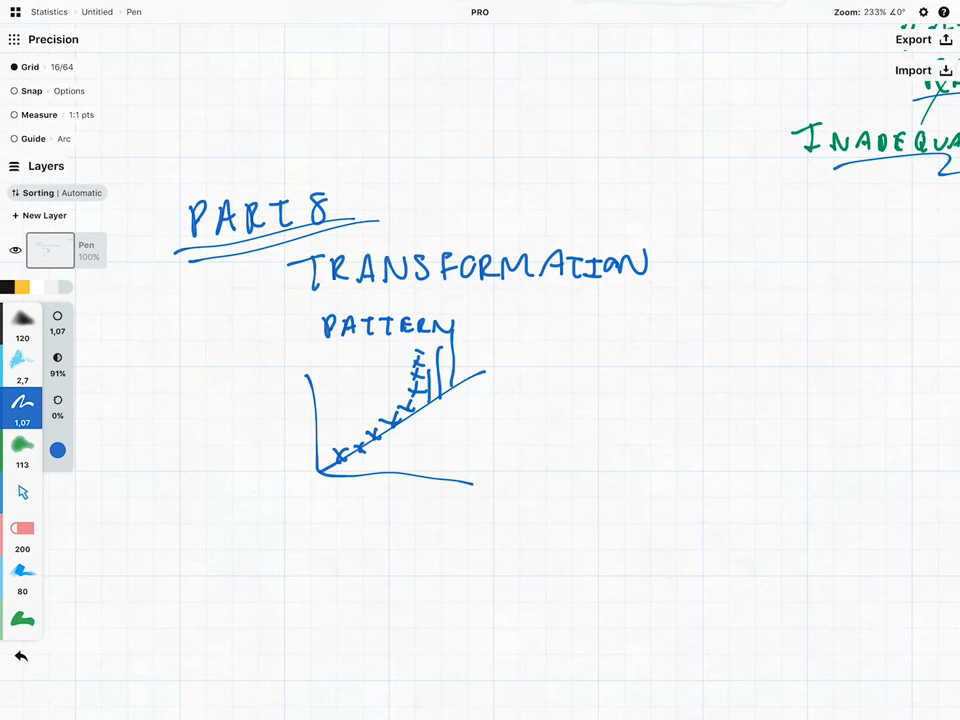 Statistics > Untitled > Pen
PRO
Zoom: 233% ∡0°
Precision
Export
Grid > 16/64
Import
Snap > Options
Measure > 1:1 pts
Guide > Arc
INADEQUA
Layers
Sorting | Automatic
+ New Layer
Pen
100%
PART 8
TRANSFORMATION
PATTERN
120
1,07
2,7
91%
1,07
0%
113
200
80